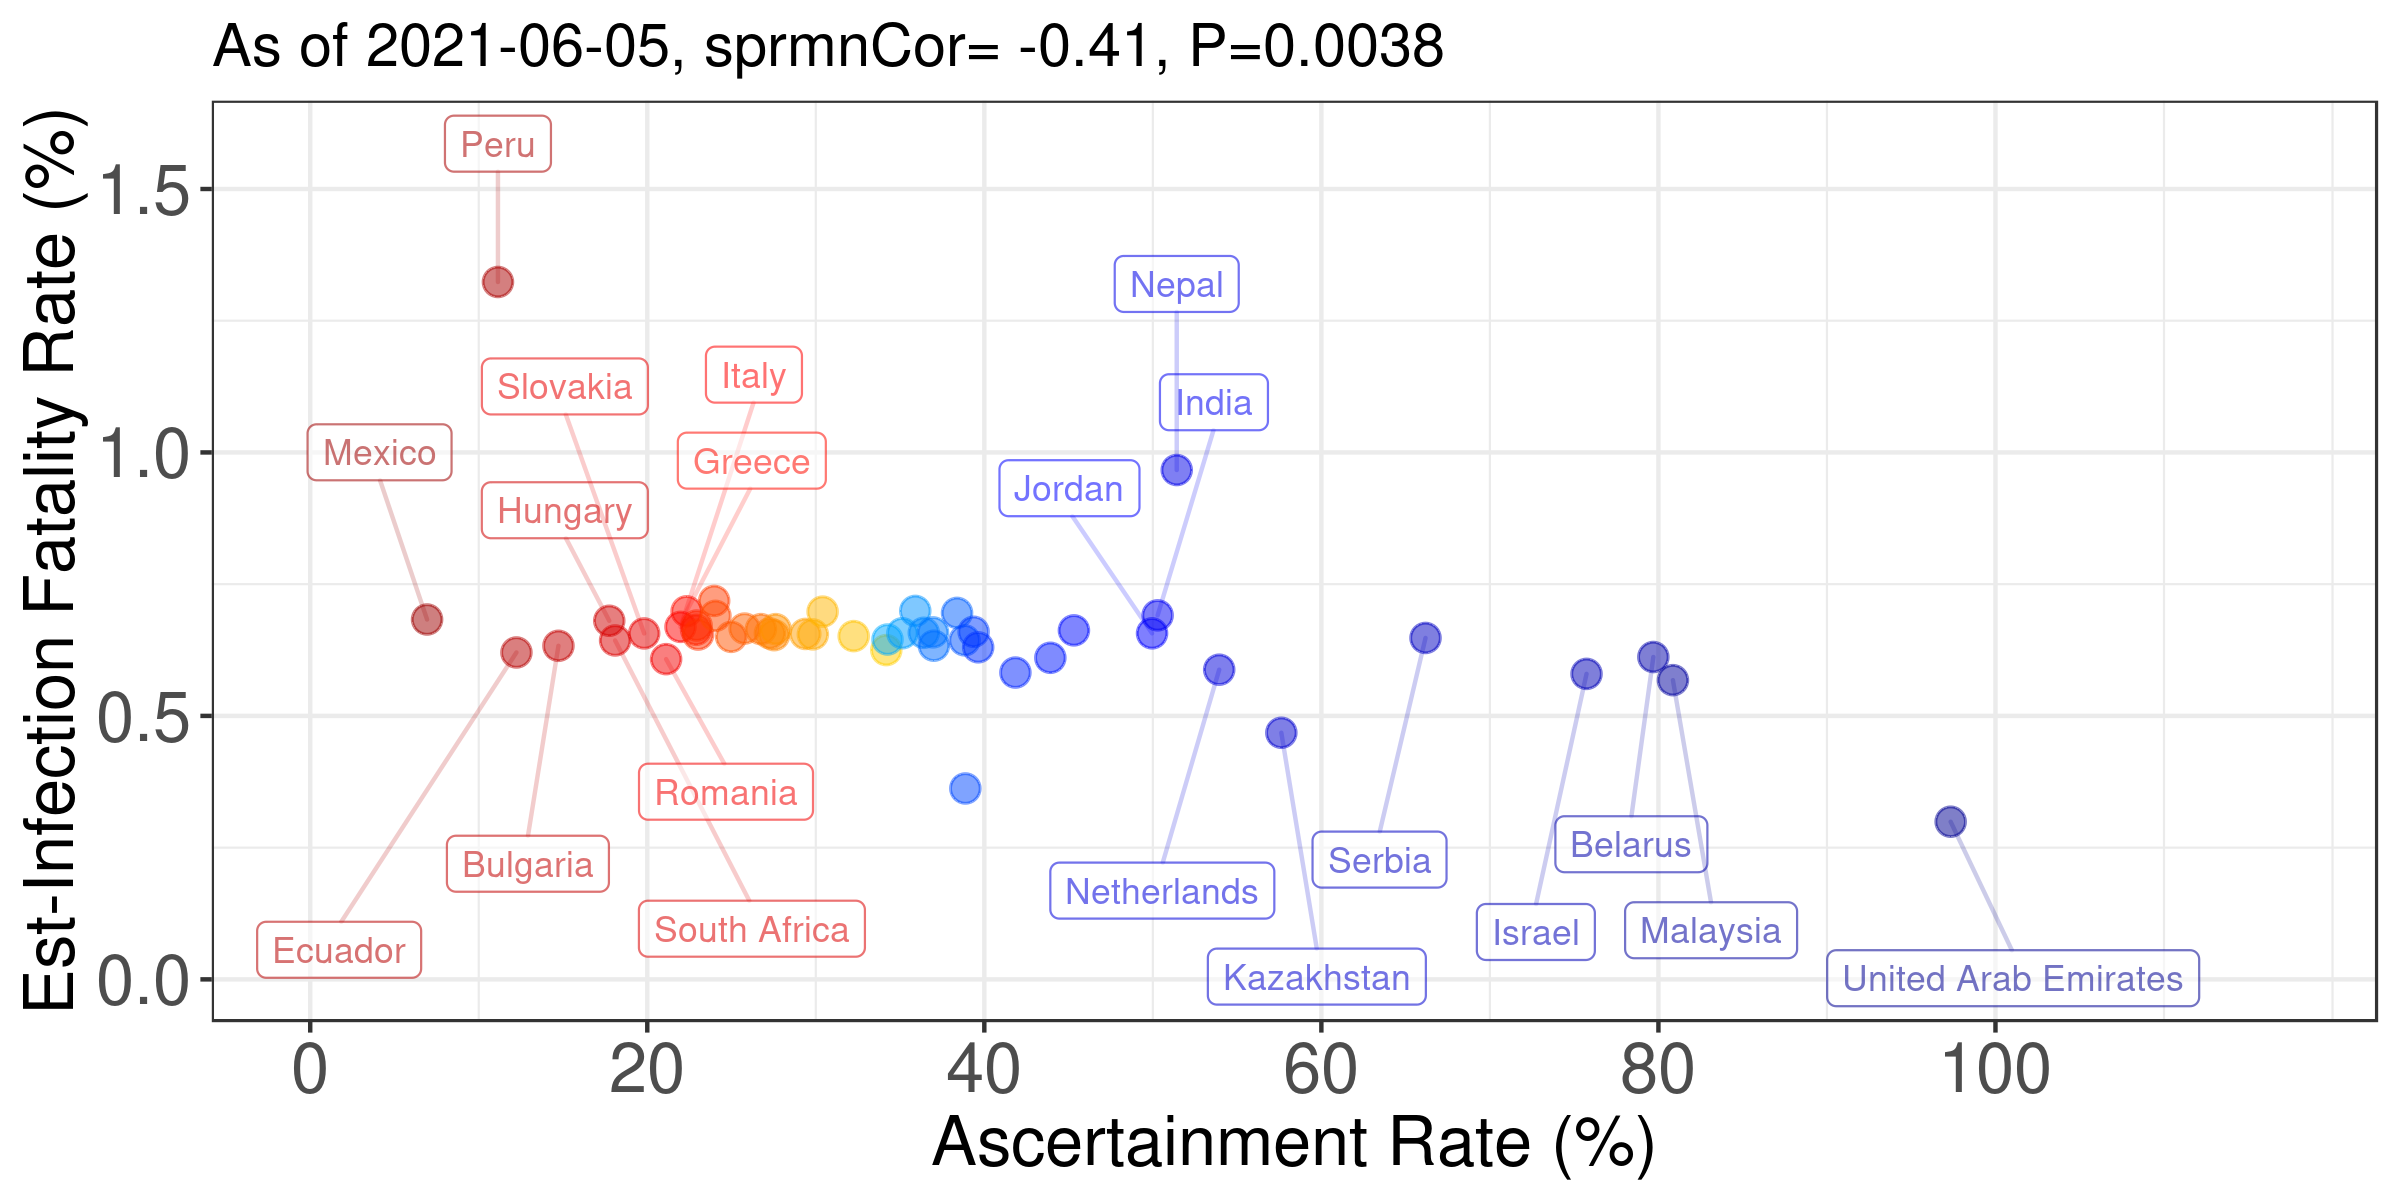 As of 2021-06-05, sprmnCor= -0.41, P=0.0038
Est-Infection Fatality Rate (%)
1.5
1.0
0.5
0.0
Peru
Nepal
Italy
Slovakia
India
Mexico
Greece
Jordan
Hungary
Romania
Belarus
Serbia
Bulgaria
Netherlands
South Africa
Israel
Malaysia
Ecuador
Kazakhstan
United Arab Emirates
0
20
40
60
80
100
Ascertainment Rate (%)